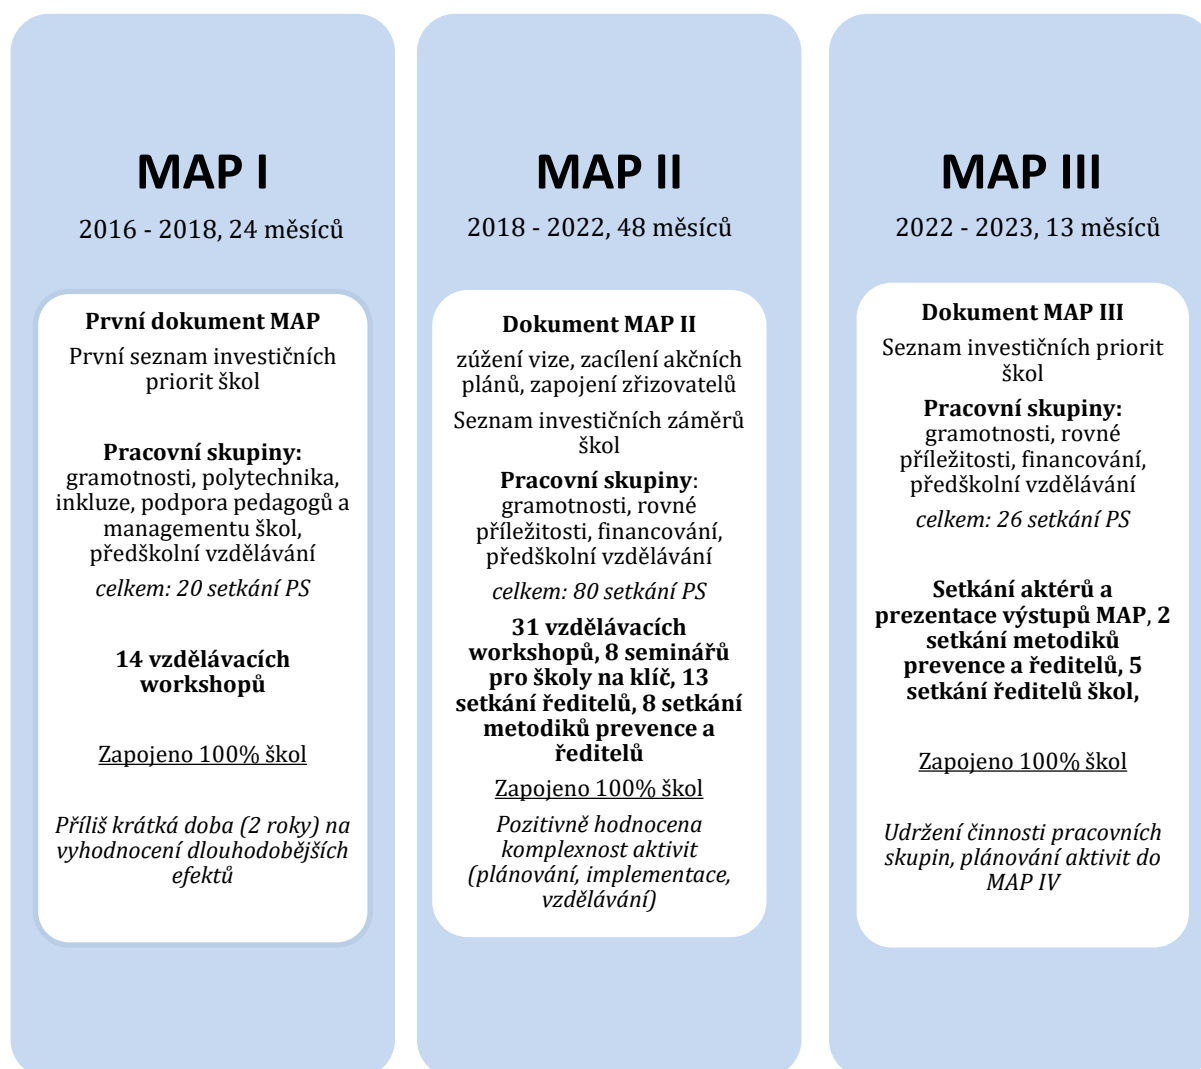 MAP I
2016 - 2018, 24 měsíců
První dokument MAP
První seznam investičních
priorit škol
Pracovní skupiny:
gramotnosti, polytechnika,
inkluze, podpora pedagogů a
managementu škol,
předškolní vzdělávání
celkem: 20 setkání PS
14 vzdělávacích
workshopů
Zapojeno 100% škol
Příliš krátká doba (2 roky) na
vyhodnocení dlouhodobějších
efektů
MAP II
2018 - 2022, 48 měsíců
Dokument MAP II
zúžení vize, zacílení akčních
plánů, zapojení zřizovatelů
Seznam investičních záměrů
škol
Pracovní skupiny:
gramotnosti, rovné
příležitosti, financování,
předškolní vzdělávání
celkem: 80 setkání PS
31 vzdělávacích
workshopů, 8 seminářů
pro školy na klíč, 13
setkání ředitelů, 8 setkání
metodiků prevence a
ředitelů
Zapojeno 100% škol
Pozitivně hodnocena
komplexnost aktivit
(plánování, implementace,
vzdělávání)
MAP III
2022 - 2023, 13 měsíců
Dokument MAP III
Seznam investičních priorit
škol
Pracovní skupiny:
gramotnosti, rovné
příležitosti, financování,
předškolní vzdělávání
celkem: 26 setkání PS
Setkání aktérů a
prezentace výstupů MAP, 2
setkání metodiků
prevence a ředitelů, 5
setkání ředitelů škol,
Zapojeno 100% škol
Udržení činnosti pracovních
skupin, plánování aktivit do
MAP IV